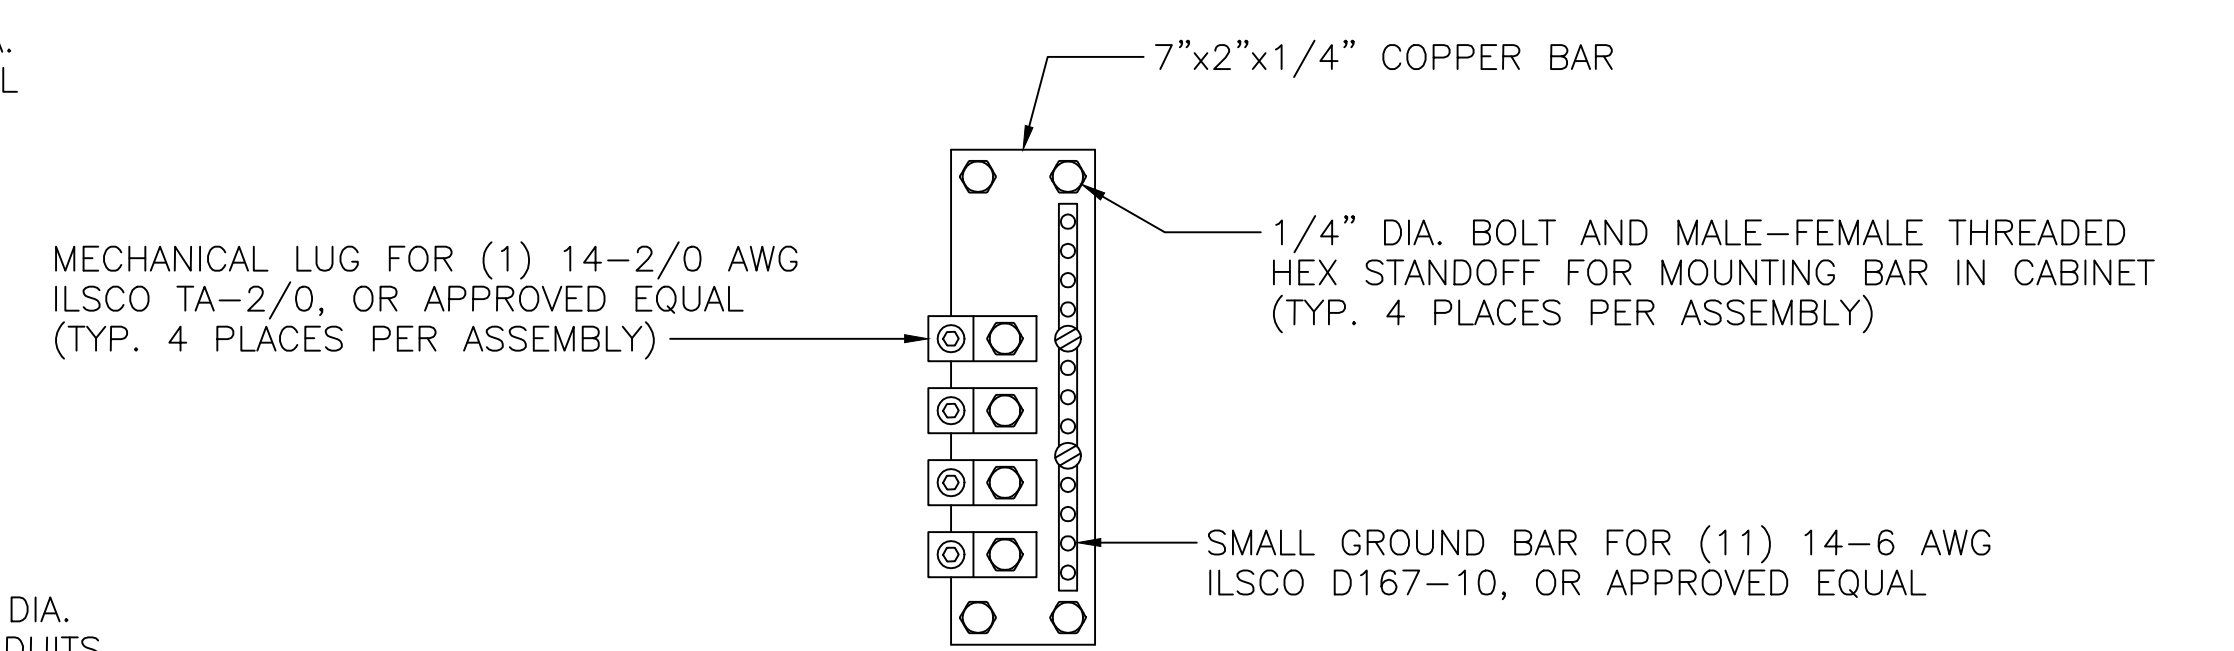 7”x2”x1/4” COPPER BAR
MECHANICAL LUG FOR (1) 14-2/0 AWG
ILSCO TA-2/0, OR APPROVED EQUAL
(TYP. 4 PLACES PER ASSEMBLY)
1/4” DIA. BOLT AND MALE-FEMALE THREADED
HEX STANDOFF FOR MOUNTING BAR IN CABINET
(TYP. 4 PLACES PER ASSEMBLY)
SMALL GROUND BAR FOR (11) 14-6 AWG
ILSCO D167-10, OR APPROVED EQUAL
DIA.